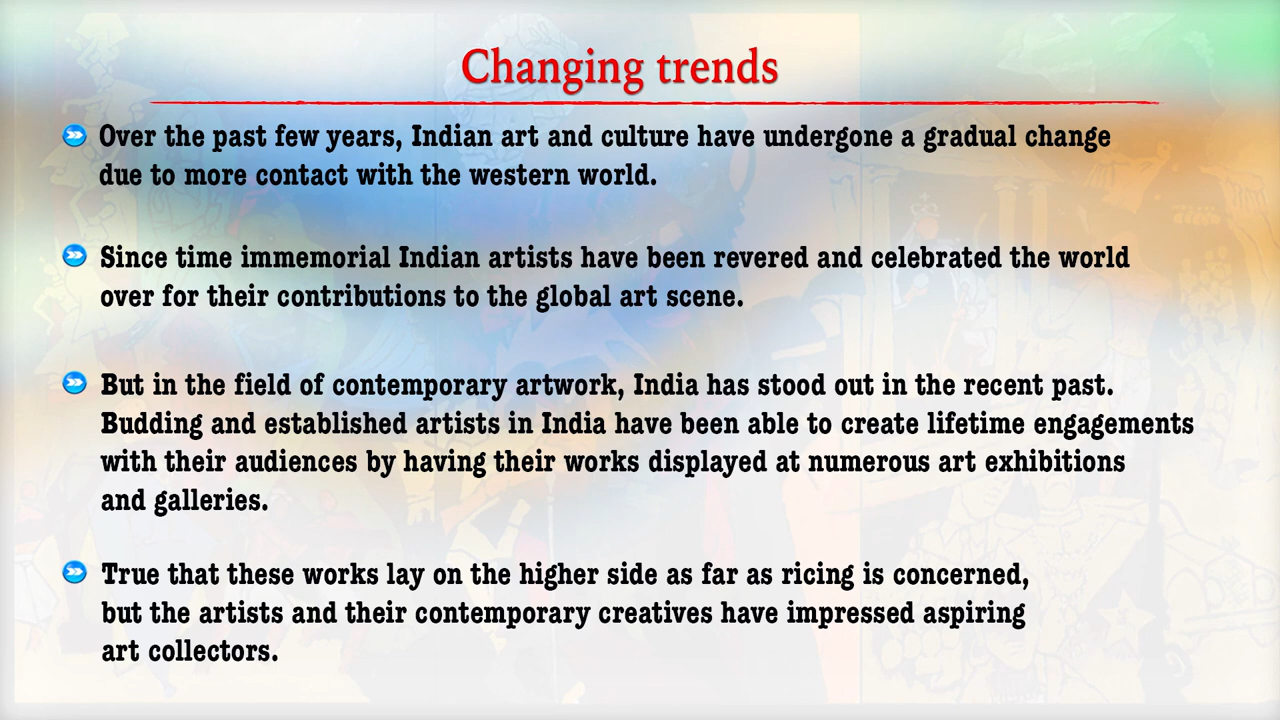 Changing trends
Over the past few years, Indian art and culture have undergone a gradual change
due to more contact with the western world.
Since time immemorial Indian artists have been revered and celebrated the world
over for their contributions to the global art scene.
But in the field of contemporary artwork, India has stood out in the recent past.
Budding and established artists in India have been able to create lifetime engagements
with their audiences by having their works displayed at numerous art exhibitions
and galleries.
True that these works lay on the higher side as far as ricing is concerned,
but the artists and their contemporary creatives have impressed aspiring
art collectors.